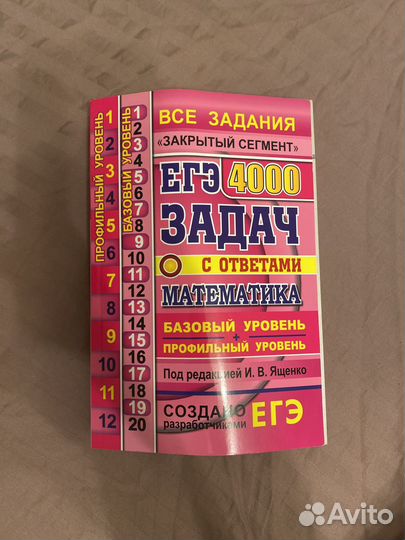 ПРОФИЛЬНЫЙ УРОВЕНЬ
1
2
3
4
5
6
7
8
9
10
11
12
БАЗОВЫЙ УРОВЕНЬ
1
2
3
4
5
6
7
8
9
10
11
12
13
14
15
16
17
18
19
20
ВСЕ ЗАДАНИЯ
«ЗАКРЫТЫЙ СЕГМЕНТ»
ЕГЭ 4000
ЗАДАЧ
С ОТВЕТАМИ
МАТЕМАТИКА
БАЗОВЫЙ УРОВЕНЬ
+
ПРОФИЛЬНЫЙ УРОВЕНЬ
Под редакцией И. В. Ященко
СОЗДАНО
разработчиками ЕГЭ
Avito